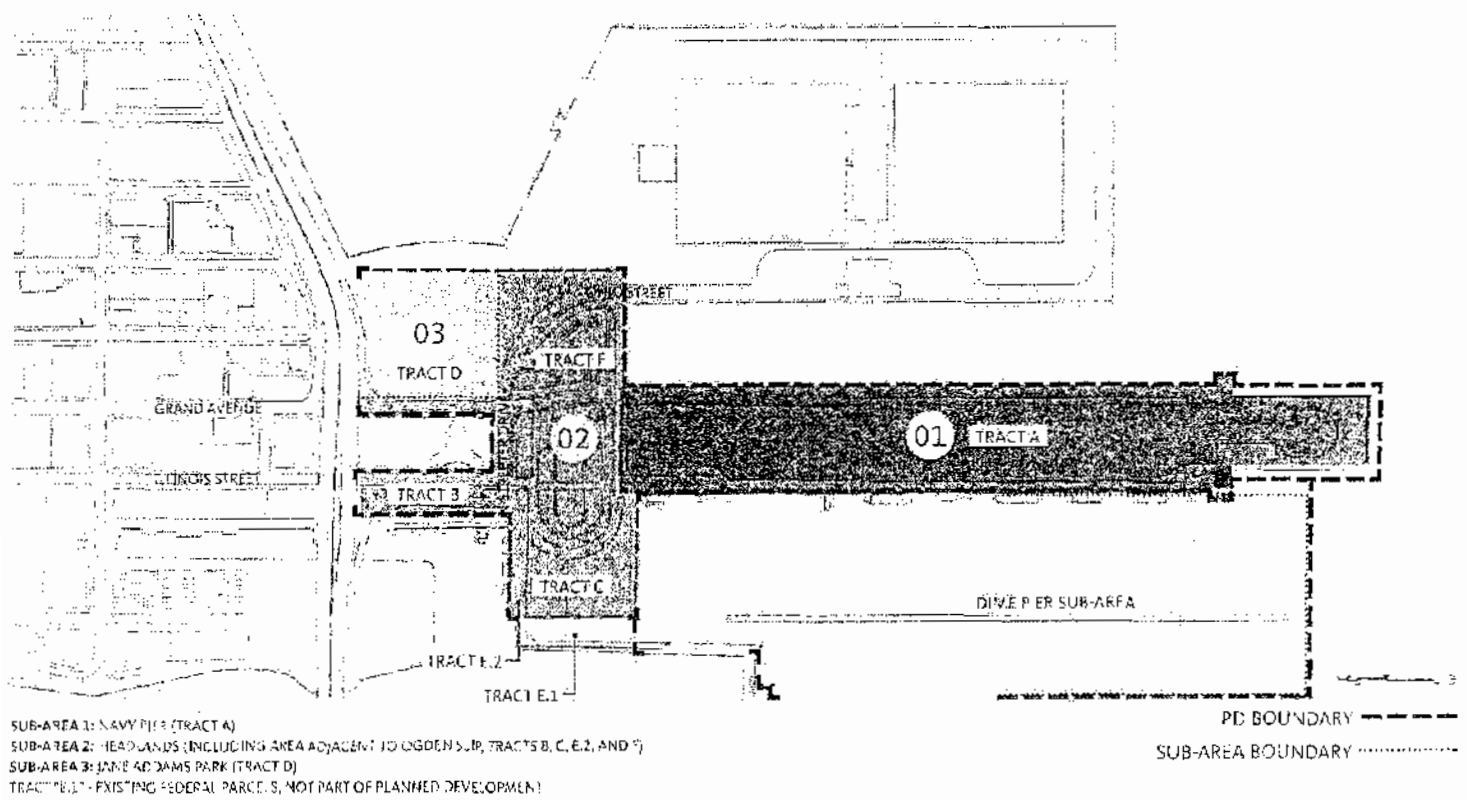 STREET
03
TRACT F
TRACT D
GRAND AVENUE
02
01
TRACT A
ILLINOIS STREET
TRACT B
TRACT C
DIME PIER SUB-AREA
TRACT E.2
TRACT E.1
SUB-AREA 1: NAVY PIER (TRACT A)
PD BOUNDARY
SUB-AREA 2: HEADLANDS (INCLUDING AREA ADJACENT TO OGDEN SLIP, TRACTS B, C, E.2, AND F)
SUB-AREA BOUNDARY
SUB-AREA 3: JANE ADDAMS PARK (TRACT D)
TRACT "E.1" - EXISTING FEDERAL PARCELS, NOT PART OF PLANNED DEVELOPMENT